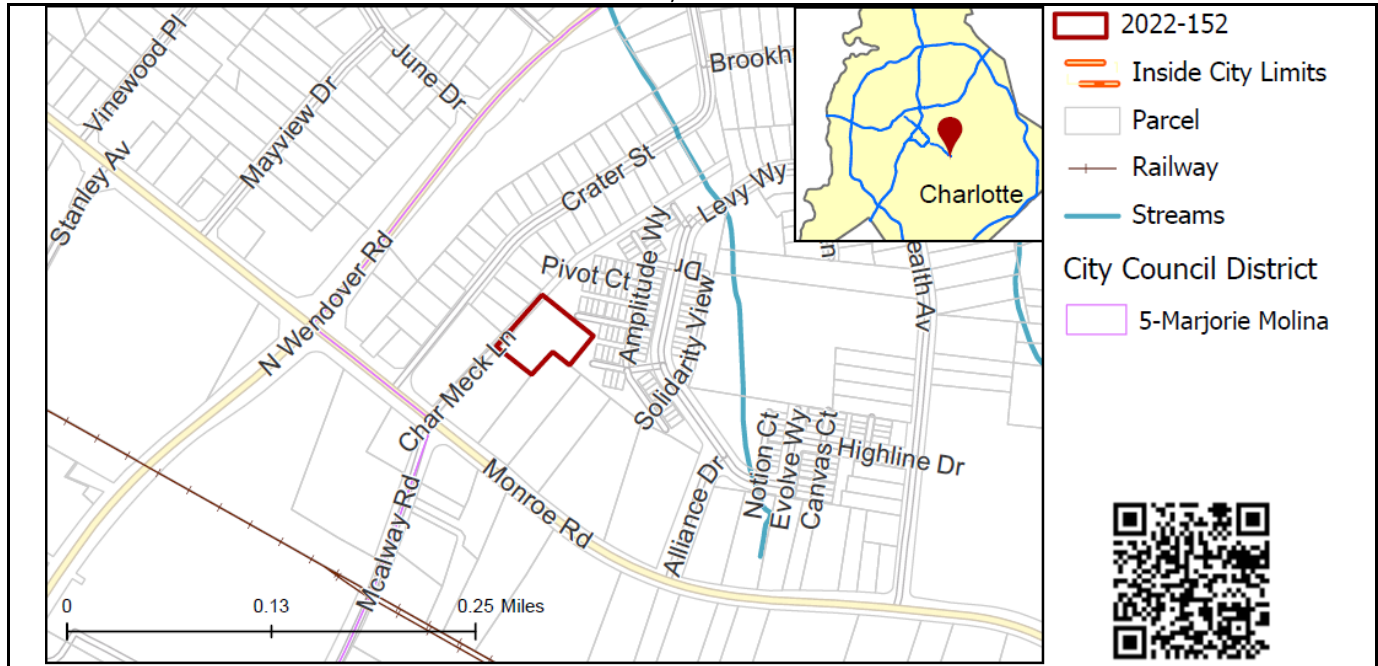 Vinewood Pl
June Dr
Mayview Dr
Stanley Av
N Wendover Rd
Crater St
Levy Wy
Pivot Ct
Amplitude Wy
Dr
Solidarity View
Char Meck Ln
Monroe Rd
Mcalway Rd
Alliance Dr
Notion Ct
Evolve Wy
Canvas Ct
Highline Dr
0
0.13
0.25 Miles
Charlotte
2022-152
Inside City Limits
Parcel
Railway
Streams
City Council District
5-Marjorie Molina